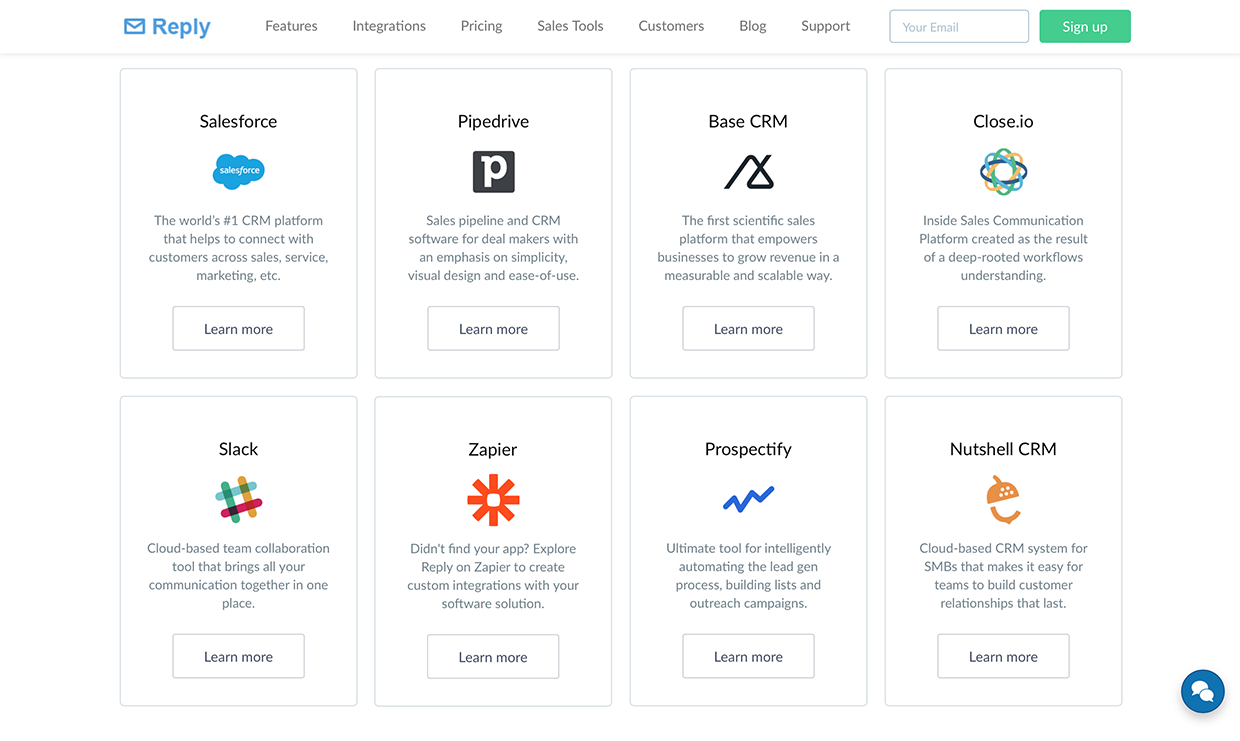 Reply
Features
Integrations
Pricing
Sales Tools
Customers
Blog
Support
Your Email
Sign up
Salesforce
salesforce
The world's #1 CRM platform
that helps to connect with
customers across sales, service,
marketing, etc.
Learn more
Pipedrive
p
Sales pipeline and CRM
software for deal makers with
an emphasis on simplicity,
visual design and ease-of-use.
Learn more
Base CRM
The first scientific sales
platform that empowers
businesses to grow revenue in a
measurable and scalable way.
Learn more
Close.io
Inside Sales Communication
Platform created as the result
of a deep-rooted workflows
understanding.
Learn more
Slack
Cloud-based team collaboration
tool that brings all your
communication together in one
place.
Learn more
Zapier
Didn't find your app? Explore
Reply on Zapier to create
custom integrations with your
software solution.
Learn more
Prospectify
Ultimate tool for intelligently
automating the lead gen
process, building lists and
outreach campaigns.
Learn more
Nutshell CRM
Cloud-based CRM system for
SMBs that makes it easy for
teams to build customer
relationships that last.
Learn more